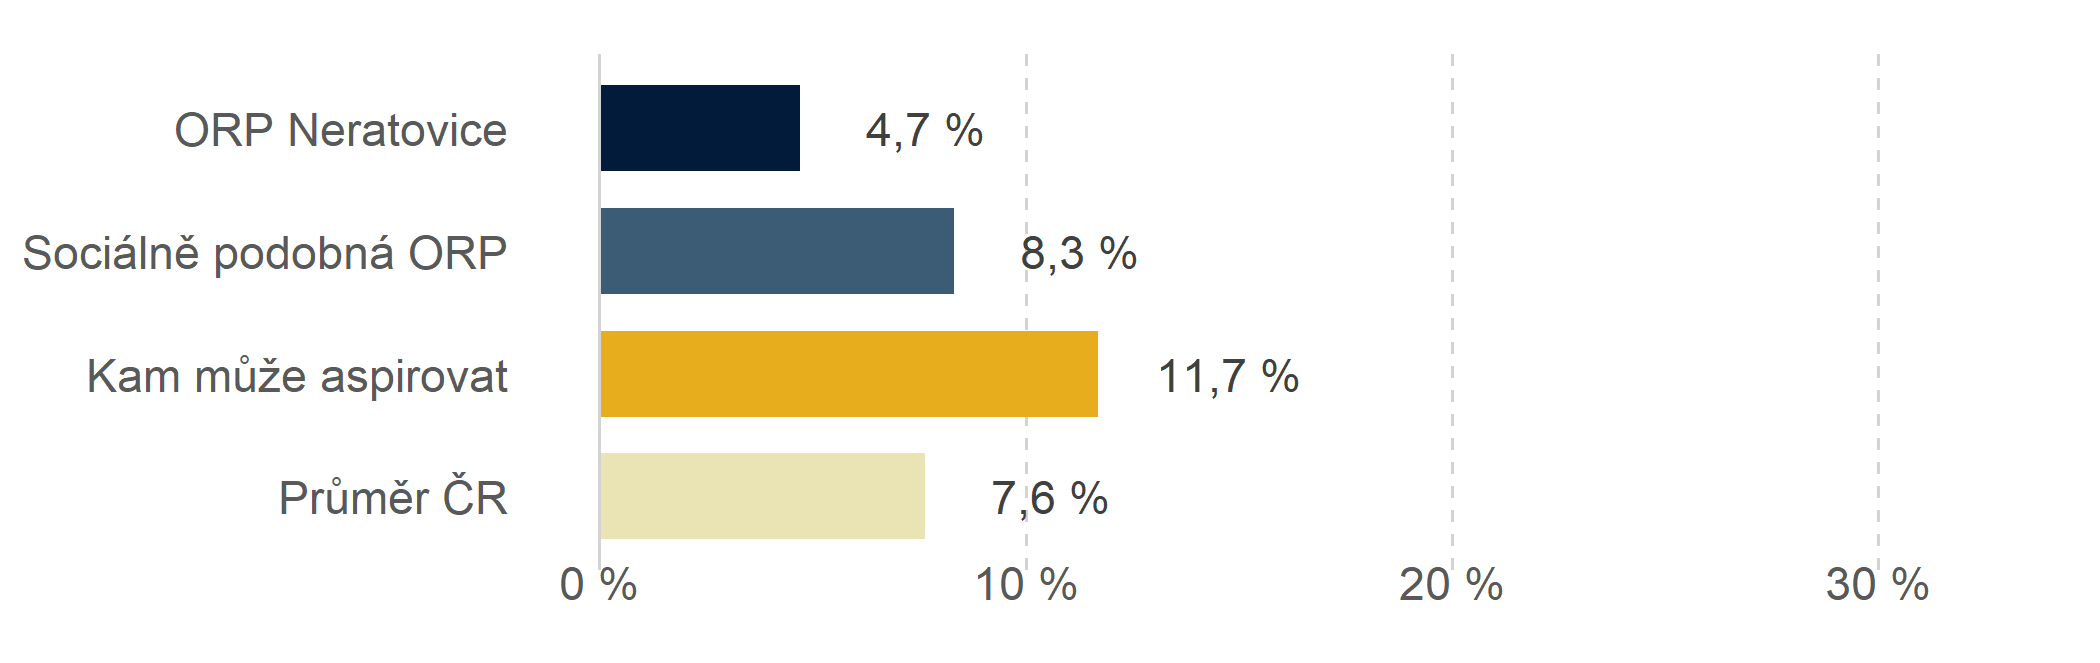 ORP Neratovice
4,7 %
Sociálně podobná ORP
8,3 %
Kam může aspirovat
11,7 %
Průměr ČR
7,6 %
0 %
10 %
20 %
30 %